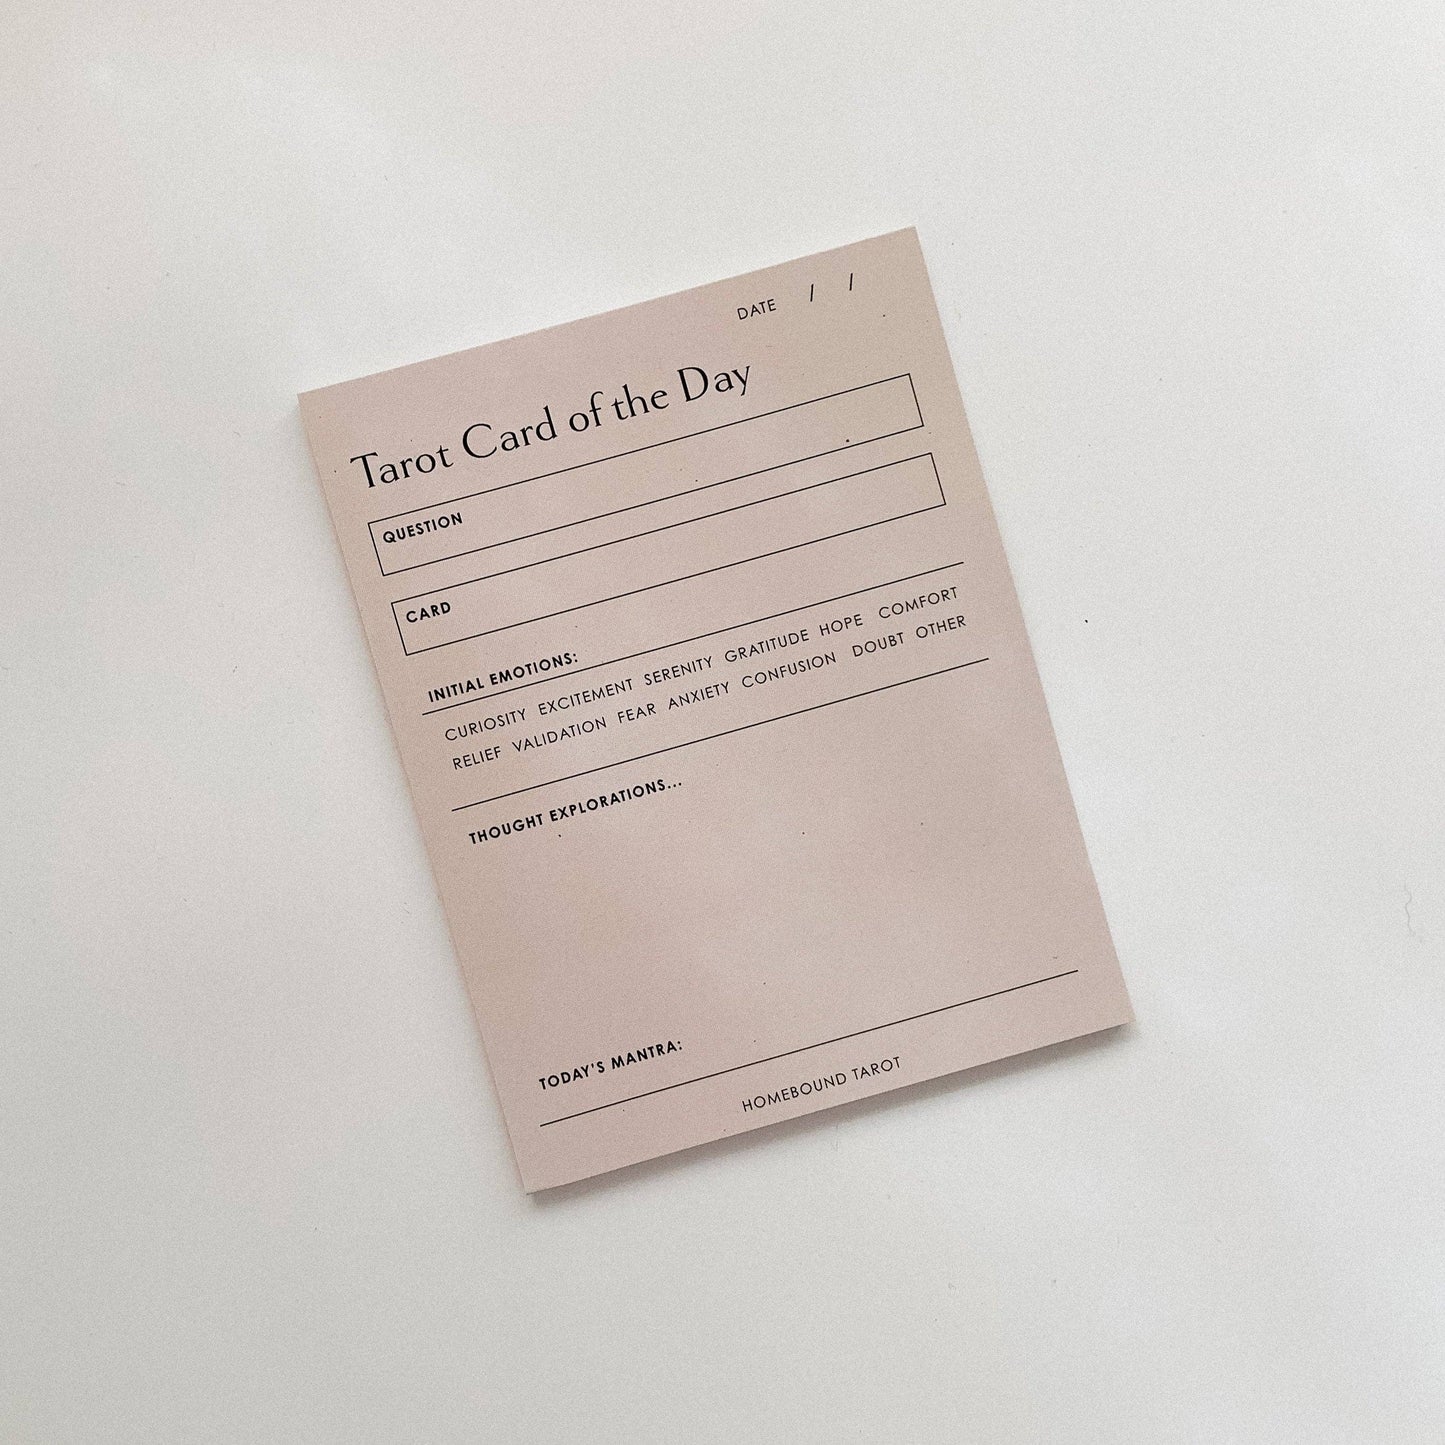 DATE / /
Tarot Card of the Day
QUESTION
CARD
INITIAL EMOTIONS:
CURIOSITY EXCITEMENT SERENITY GRATITUDE HOPE COMFORT
RELIEF VALIDATION FEAR ANXIETY CONFUSION DOUBT OTHER
THOUGHT EXPLORATIONS...
TODAY'S MANTRA:
HOMEBOUND TAROT